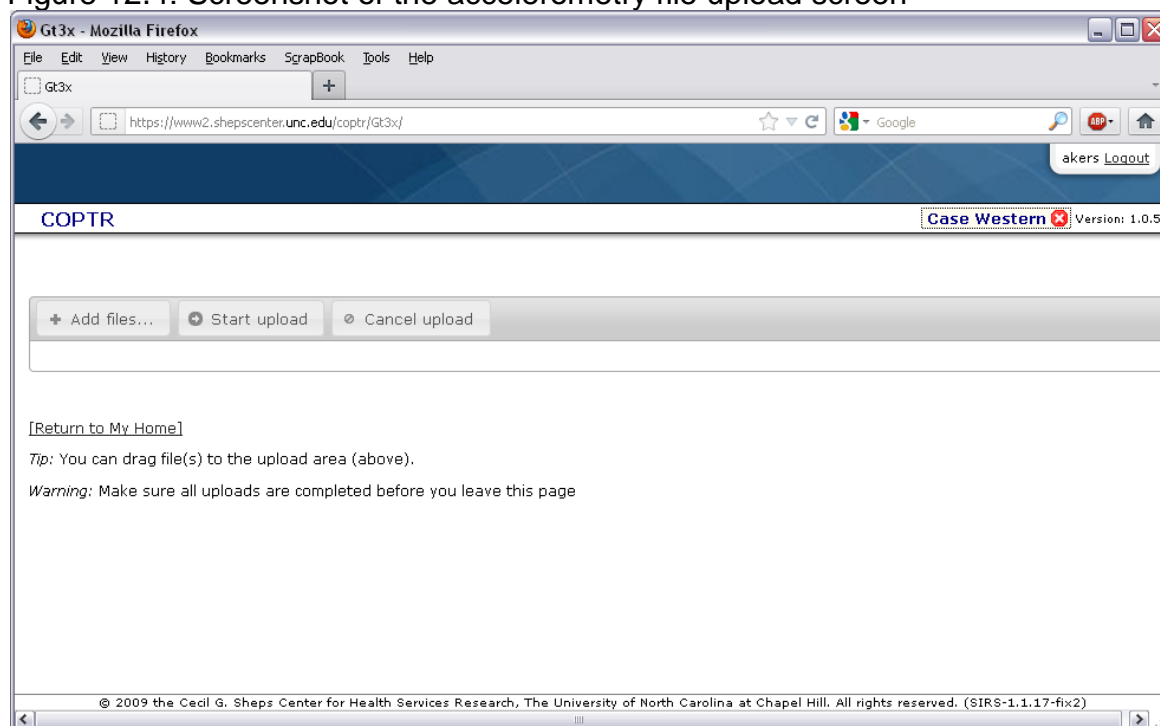 Figure 12.4. Screenshot of the accelerometry file upload screen
Gt3x - Mozilla Firefox
File Edit View History Bookmarks ScrapBook Tools Help
Gt3x
https://www2.shepscenter.unc.edu/coptr/Gt3x/
Google
ABP
akers Logout
COPTR
Case Western Version: 1.0.5
Add files... Start upload Cancel upload
[Return to My Home]
Tip: You can drag file(s) to the upload area (above).
Warning: Make sure all uploads are completed before you leave this page
© 2009 the Cecil G. Sheps Center for Health Services Research, The University of North Carolina at Chapel Hill. All rights reserved. (SIRS-1.1.17-fix2)